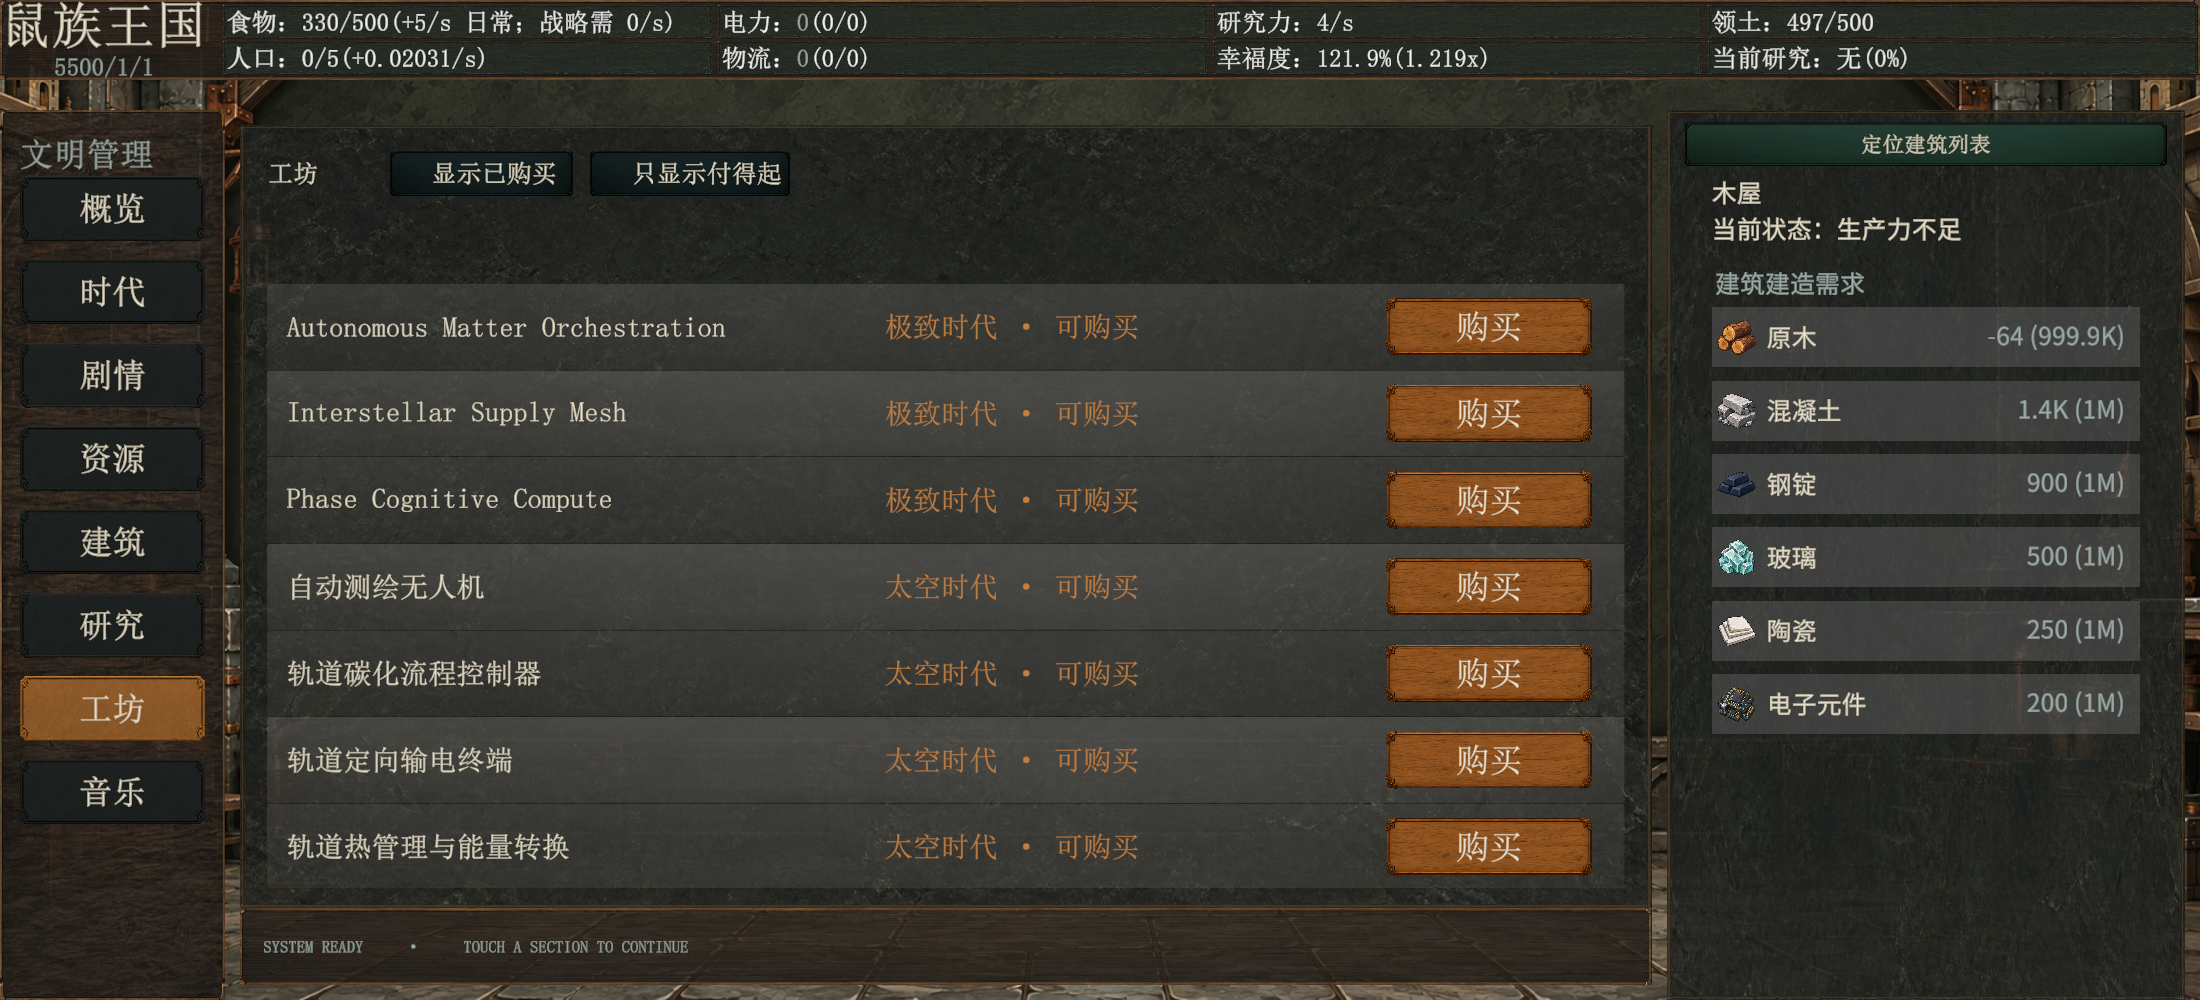 鼠族王国
5500/1/1
食物：330/500(+5/s 日常；战略需 0/s)
电力：0(0/0)
研究力：4/s
领土：497/500
人口：0/5(+0.02031/s)
物流：0(0/0)
幸福度：121.9%(1.219x)
当前研究：无(0%)
文明管理
概览
时代
剧情
资源
建筑
研究
工坊
音乐
工坊
显示已购买
只显示付得起
Autonomous Matter Orchestration 极致时代 • 可购买 购买
Interstellar Supply Mesh 极致时代 • 可购买 购买
Phase Cognitive Compute 极致时代 • 可购买 购买
自动测绘无人机 太空时代 • 可购买 购买
轨道碳化流程控制器 太空时代 • 可购买 购买
轨道定向输电终端 太空时代 • 可购买 购买
轨道热管理与能量转换 太空时代 • 可购买 购买
SYSTEM READY • TOUCH A SECTION TO CONTINUE
定位建筑列表
木屋
当前状态：生产力不足
建筑建造需求
原木 -64 (999.9K)
混凝土 1.4K (1M)
钢锭 900 (1M)
玻璃 500 (1M)
陶瓷 250 (1M)
电子元件 200 (1M)